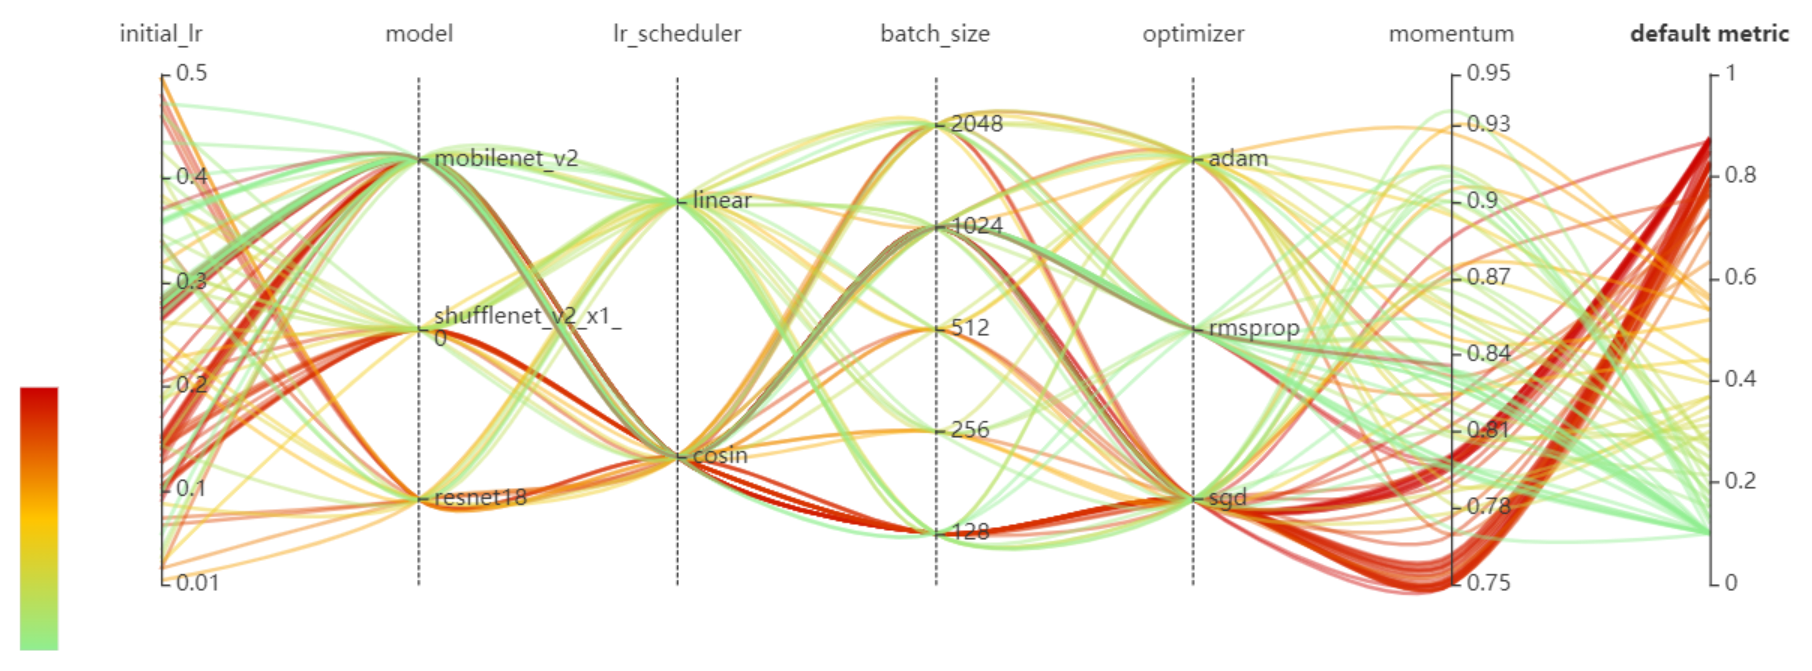 initial_lr
model
lr_scheduler
batch_size
optimizer
momentum
default metric
0.5
0.4
0.3
0.2
0.1
0.01
mobilenet_v2
shufflenet_v2_x1_
0
resnet18
linear
cosin
2048
1024
512
256
128
adam
rmsprop
sgd
0.95
0.93
0.9
0.87
0.84
0.81
0.78
0.75
1
0.8
0.6
0.4
0.2
0